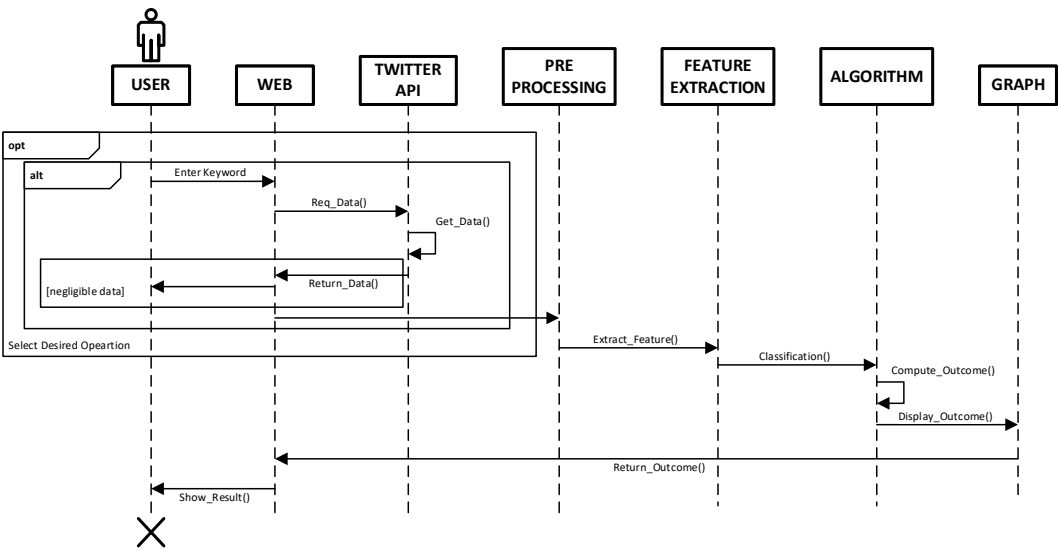 USER
WEB
TWITTER
API
PRE
PROCESSING
FEATURE
EXTRACTION
ALGORITHM
GRAPH
opt
alt
Enter Keyword
Req_Data()
Get_Data()
Return_Data()
[negligible data]
Select Desired Opeartion
Extract_Feature()
Classification()
Compute_Outcome()
Display_Outcome()
Return_Outcome()
Show_Result()